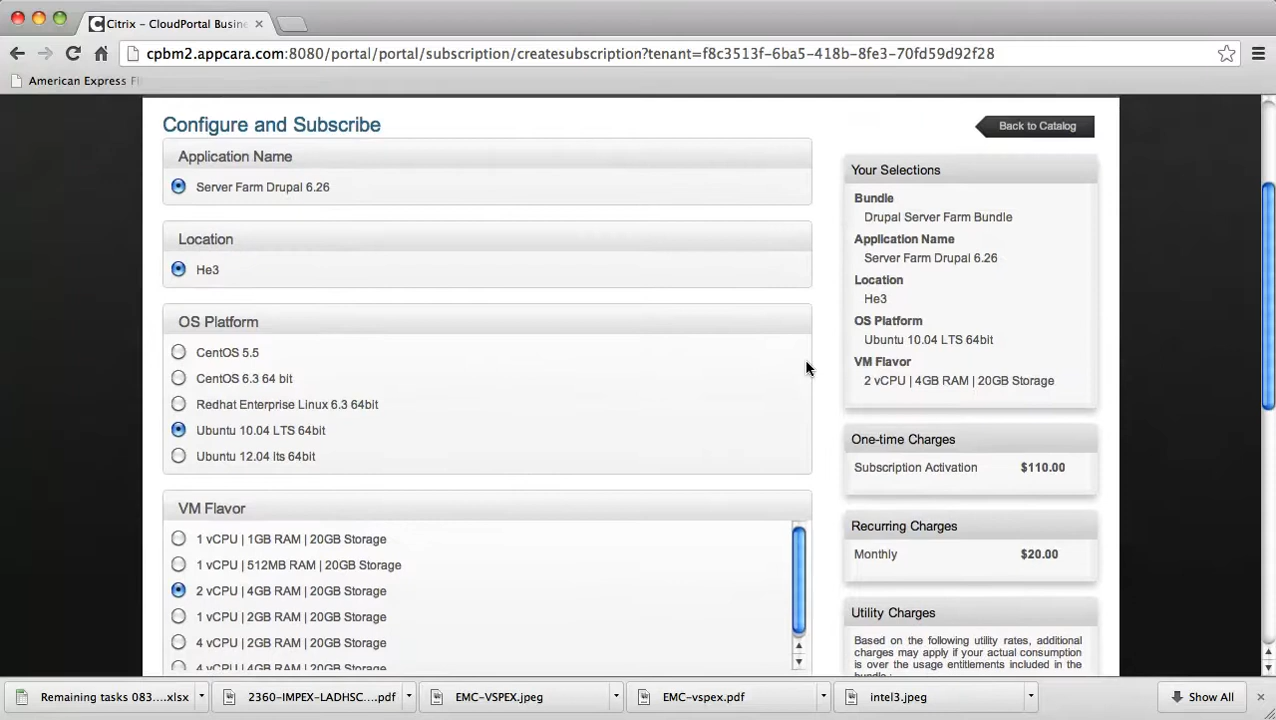 Citrix – CloudPortal Busine
cpbm2.appcara.com:8080/portal/portal/subscription/createsubscription?tenant=f8c3513f-6ba5-418b-8fe3-70fd59d92f28
American Express
Configure and Subscribe
Back to Catalog
Application Name
Server Farm Drupal 6.26
Location
He3
OS Platform
CentOS 5.5
CentOS 6.3 64 bit
Redhat Enterprise Linux 6.3 64bit
Ubuntu 10.04 LTS 64bit
Ubuntu 12.04 lts 64bit
VM Flavor
1 vCPU | 1GB RAM | 20GB Storage
1 vCPU | 512MB RAM | 20GB Storage
2 vCPU | 4GB RAM | 20GB Storage
1 vCPU | 2GB RAM | 20GB Storage
4 vCPU | 2GB RAM | 20GB Storage
4 vCPU | 4GB RAM | 20GB Storage
Your Selections
Bundle
Drupal Server Farm Bundle
Application Name
Server Farm Drupal 6.26
Location
He3
OS Platform
Ubuntu 10.04 LTS 64bit
VM Flavor
2 vCPU | 4GB RAM | 20GB Storage
One-time Charges
Subscription Activation $110.00
Recurring Charges
Monthly $20.00
Utility Charges
Based on the following utility rates, additional
charges may apply if your actual consumption
is over the usage entitlements included in the
bundle :
Remaining tasks 083....xlsx
2360-IMPEX-LADHSC....pdf
EMC-VSPEX.jpeg
EMC-vspex.pdf
intel3.jpeg
Show All